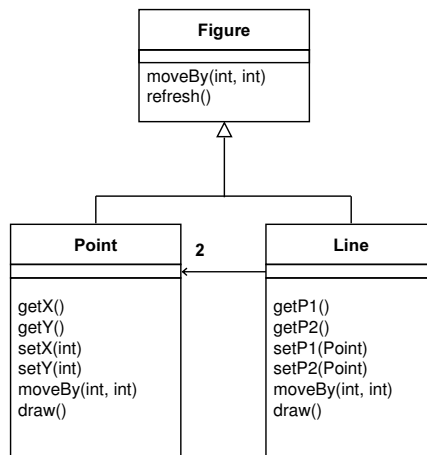 Figure
moveBy(int, int)
refresh()
Point
getX()
getY()
setX(int)
setY(int)
moveBy(int, int)
draw()
2
Line
getP1()
getP2()
setP1(Point)
setP2(Point)
moveBy(int, int)
draw()